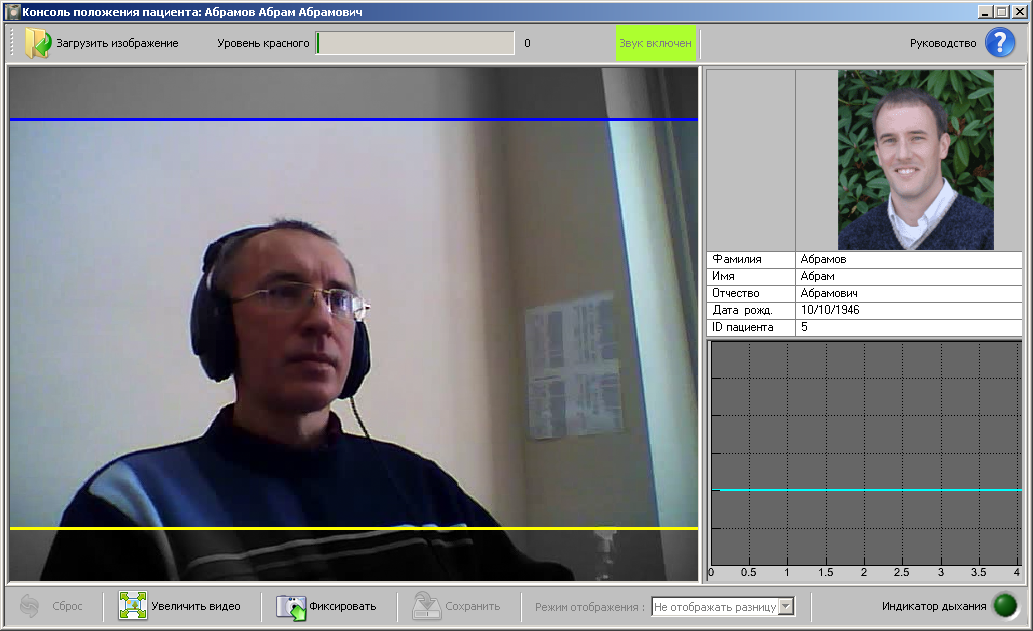 Консоль положения пациента: Абрамов Абрам Абрамович
Загрузить изображение
Уровень красного
0
Звук включен
Руководство
?
Фамилия Абрамов
Имя Абрам
Отчество Абрамович
Дата рожд. 10/10/1946
ID пациента 5
0 0.5 1 1.5 2 2.5 3 3.5 4
Сброс
Увеличить видео
Фиксировать
Сохранить
Режим отображения :
Не отображать разницу
Индикатор дыхания